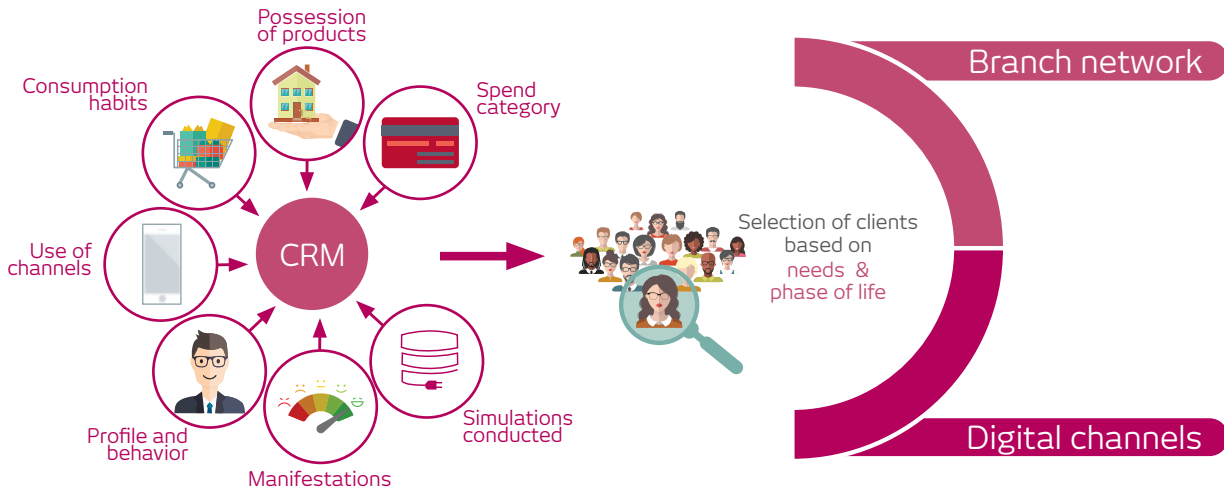 Possession
of products
Consumption
habits
Spend
category
Use of
channels
CRM
Profile and
behavior
Manifestations
Simulations
conducted
Selection of clients
based on
needs &
phase of life
Branch network
Digital channels